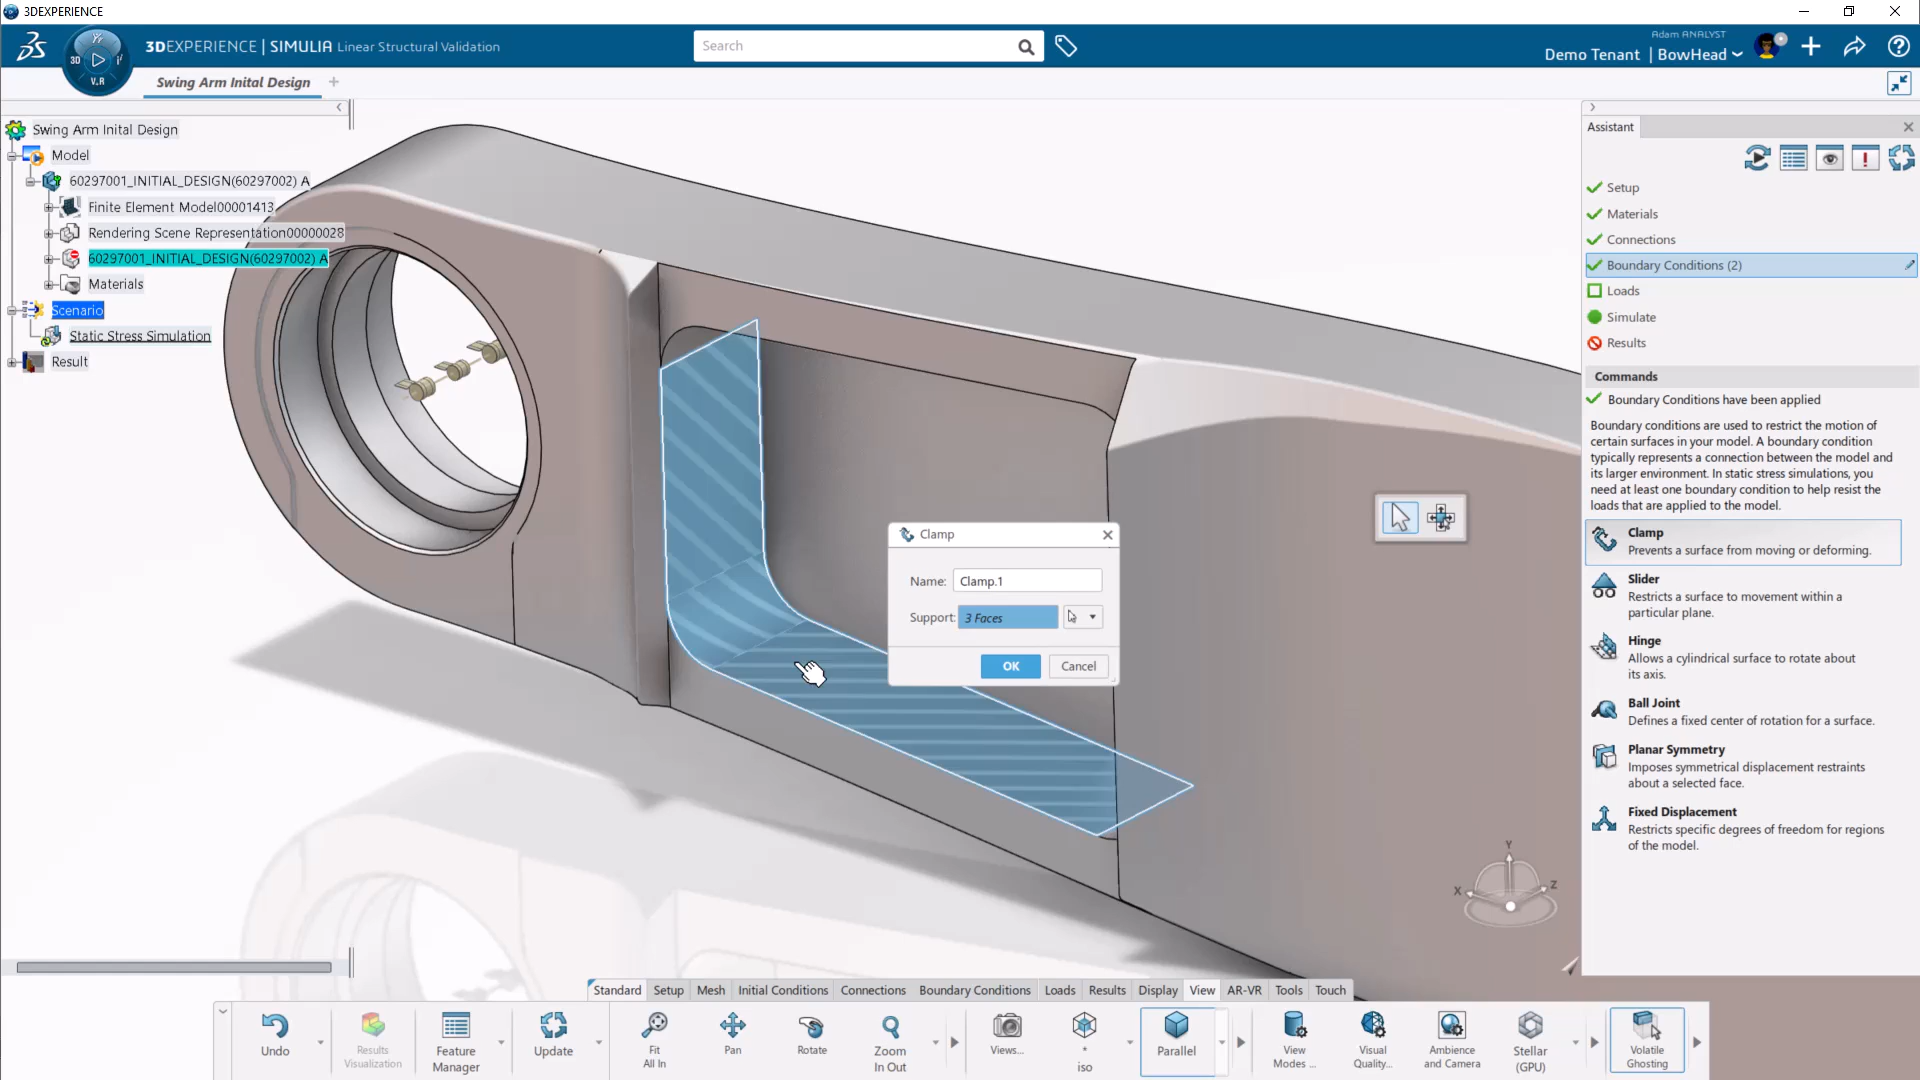 3DEXPERIENCE
3DEXPERIENCE | SIMULIA Linear Structural Validation
3D
V.R
Search
Adam ANALYST
Demo Tenant | BowHead
Swing Arm Inital Design
Swing Arm Inital Design
Model
60297001_INITIAL_DESIGN(60297002) A
Finite Element Model00001413
Rendering Scene Representation00000028
60297001_INITIAL_DESIGN(60297002) A
Materials
Scenario
Static Stress Simulation
Result
Clamp
Name: Clamp.1
Support: 3 Faces
OK Cancel
Assistant
Setup
Materials
Connections
Boundary Conditions (2)
Loads
Simulate
Results
Commands
Boundary Conditions have been applied
Boundary conditions are used to restrict the motion of
certain surfaces in your model. A boundary condition
typically represents a connection between the model and
its larger environment. In static stress simulations, you
need at least one boundary condition to help resist the
loads that are applied to the model.
Clamp
Prevents a surface from moving or deforming.
Slider
Restricts a surface to movement within a
particular plane.
Hinge
Allows a cylindrical surface to rotate about
its axis.
Ball Joint
Defines a fixed center of rotation for a surface.
Planar Symmetry
Imposes symmetrical displacement restraints
about a selected face.
Fixed Displacement
Restricts specific degrees of freedom for regions
of the model.
Y
X Z
Standard Setup Mesh Initial Conditions Connections Boundary Conditions Loads Results Display View AR-VR Tools Touch
Undo
Results
Visualization
Feature
Manager
Update
Fit
All In
Pan
Rotate
Zoom
In Out
Views...
*
iso
Parallel
View
Modes ...
Visual
Quality...
Ambience
and Camera
Stellar
(GPU)
Volatile
Ghosting